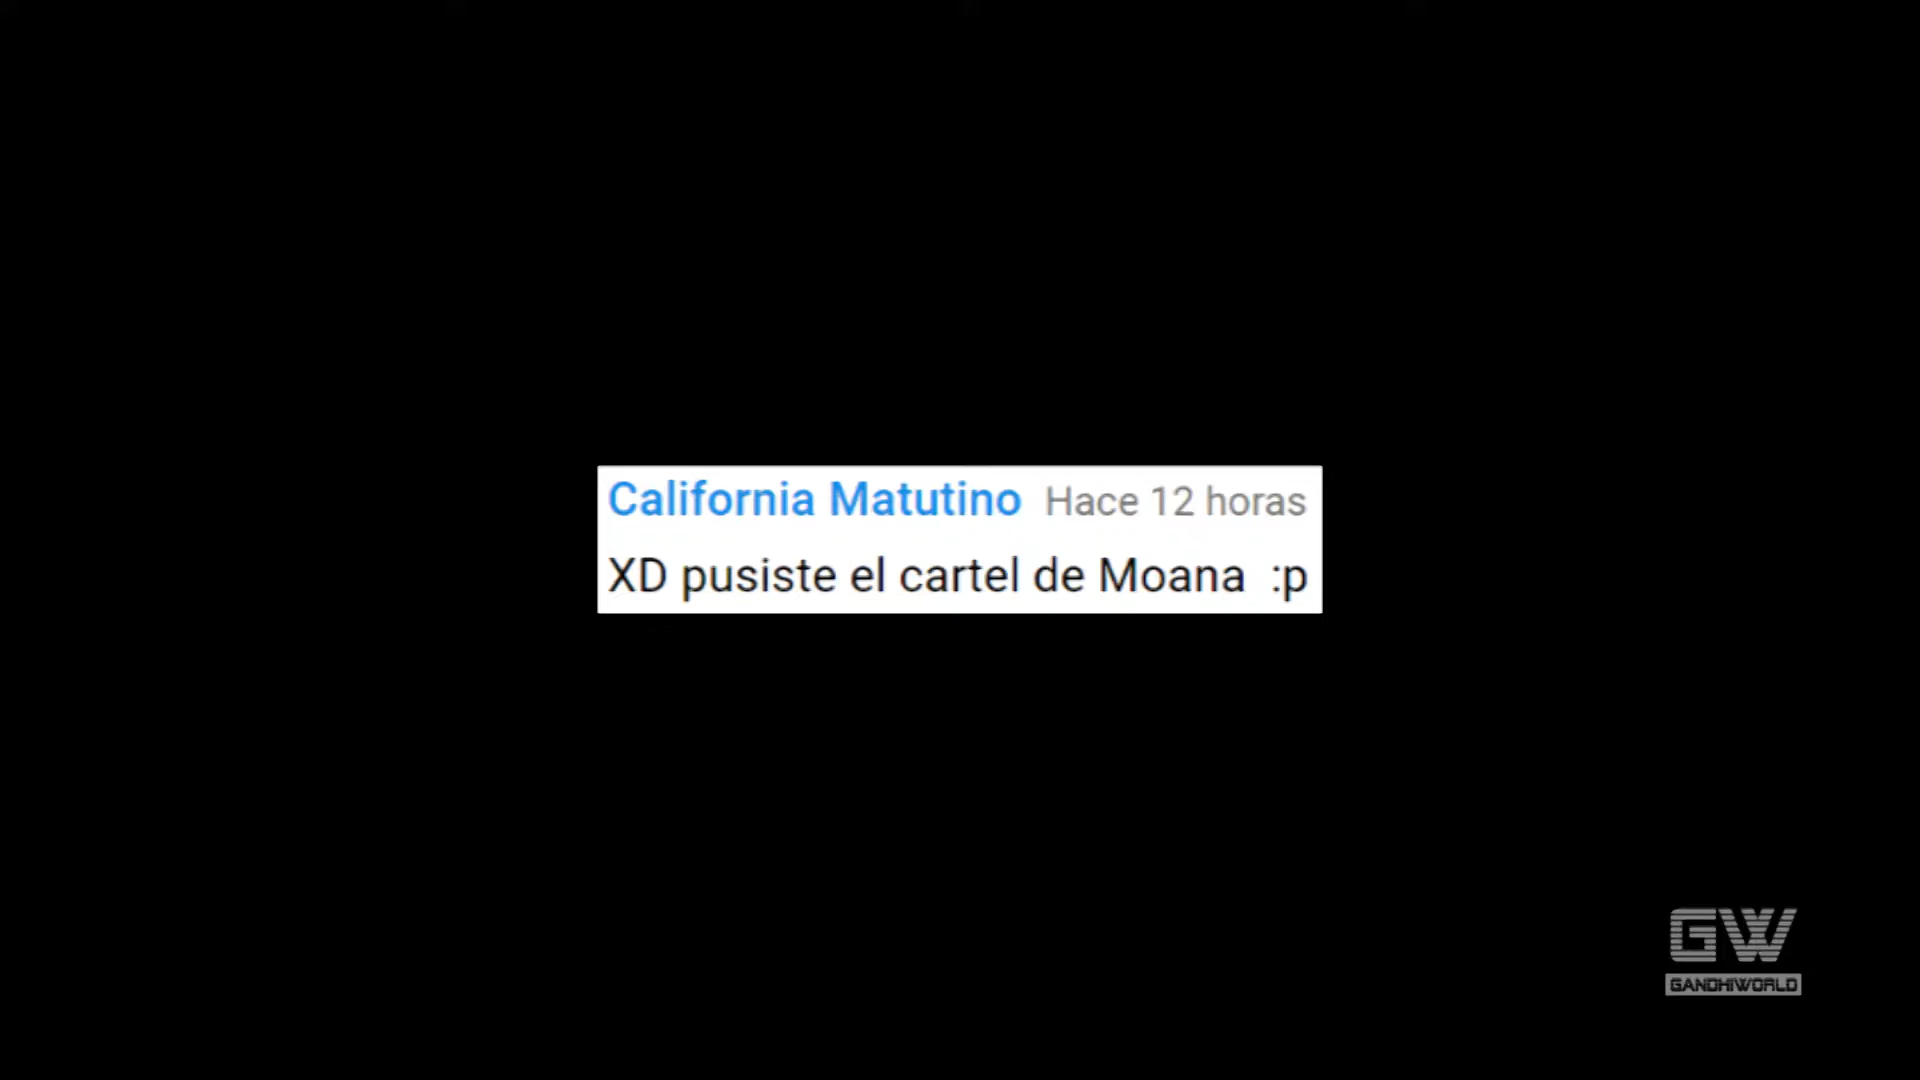 California Matutino Hace 12 horas
XD pusiste el cartel de Moana :p
GW
GANDHIWORLD